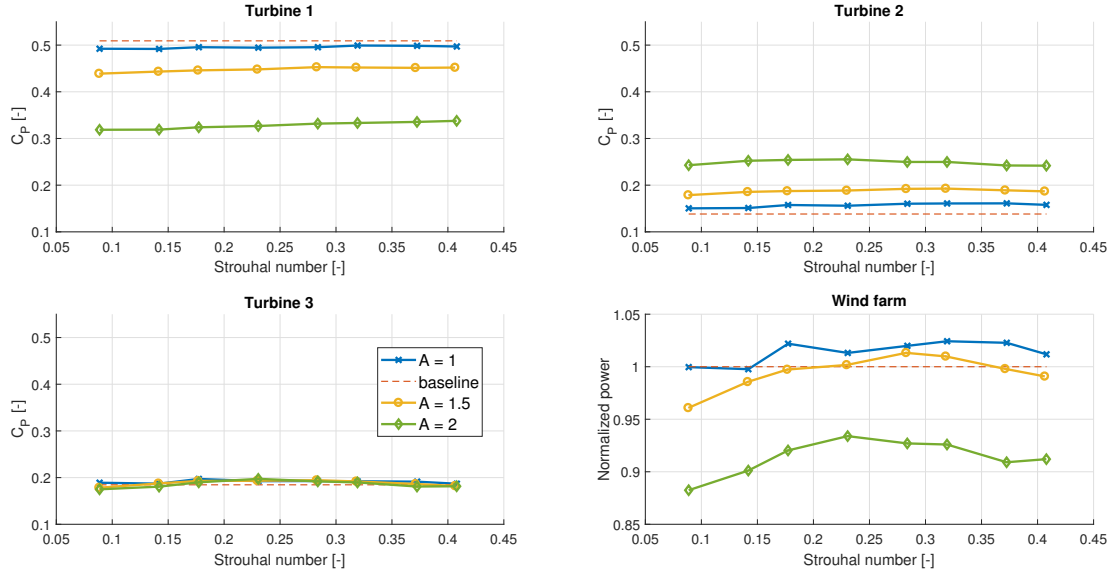 Turbine 1
C_P [-]
0.5
0.4
0.3
0.2
0.1
0.05 0.1 0.15 0.2 0.25 0.3 0.35 0.4 0.45
Strouhal number [-]
Turbine 2
C_P [-]
0.5
0.4
0.3
0.2
0.1
0.05 0.1 0.15 0.2 0.25 0.3 0.35 0.4 0.45
Strouhal number [-]
Turbine 3
C_P [-]
0.5
0.4
0.3
0.2
0.1
A = 1
baseline
A = 1.5
A = 2
0.05 0.1 0.15 0.2 0.25 0.3 0.35 0.4 0.45
Strouhal number [-]
Wind farm
Normalized power
1.05
1
0.95
0.9
0.85
0.05 0.1 0.15 0.2 0.25 0.3 0.35 0.4 0.45
Strouhal number [-]